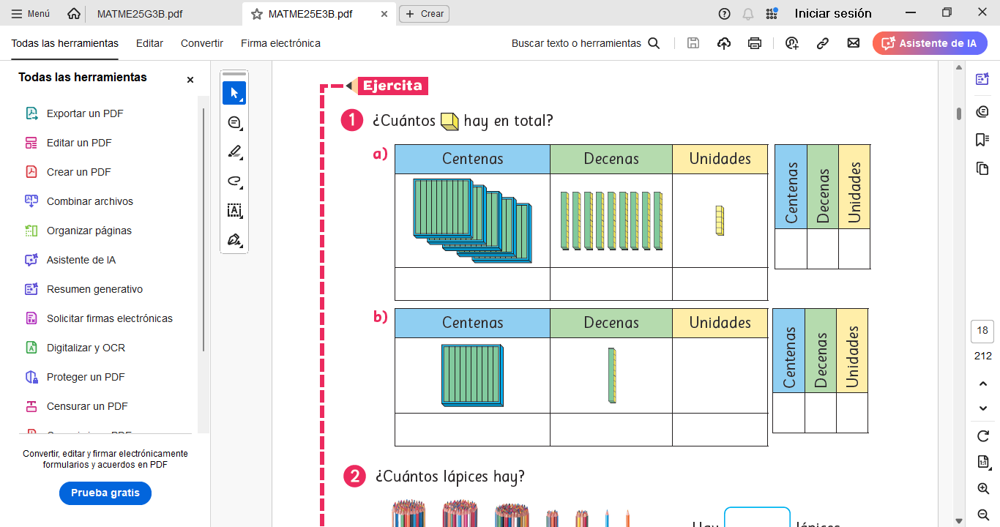 Menú
MATME25G3B.pdf
MATME25E3B.pdf
Crear
Iniciar sesión
Todas las herramientas
Editar
Convertir
Firma electrónica
Buscar texto o herramientas
Asistente de IA
Todas las herramientas
Exportar un PDF
Editar un PDF
Crear un PDF
Combinar archivos
Organizar páginas
Asistente de IA
Resumen generativo
Solicitar firmas electrónicas
Digitalizar y OCR
Proteger un PDF
Censurar un PDF
Convertir, editar y firmar electrónicamente
formularios y acuerdos en PDF
Prueba gratis
Ejercita
1 ¿Cuántos hay en total?
a) Centenas Decenas Unidades
Centenas Decenas Unidades
b) Centenas Decenas Unidades
Centenas Decenas Unidades
2 ¿Cuántos lápices hay?
Hay lápices
18
212
1:1